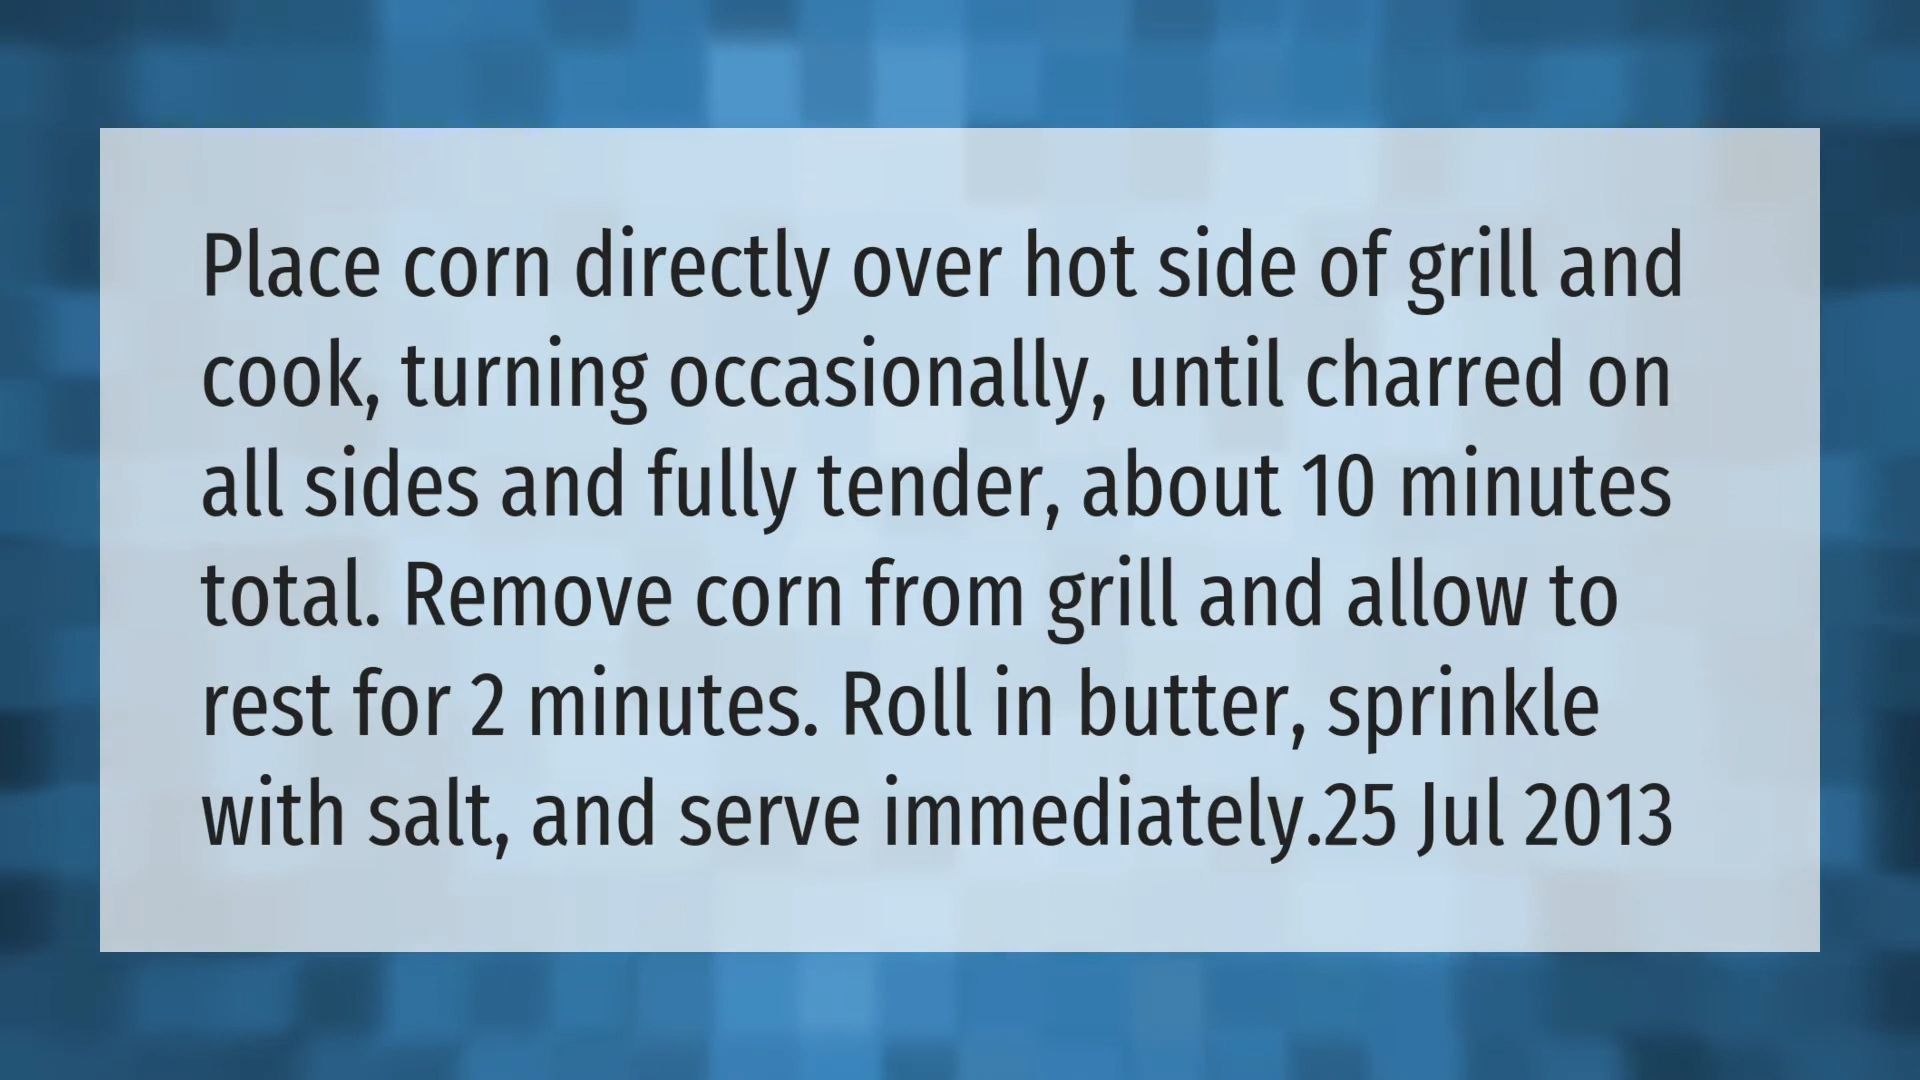 Place corn directly over hot side of grill and
cook, turning occasionally, until charred on
all sides and fully tender, about 10 minutes
total. Remove corn from grill and allow to
rest for 2 minutes. Roll in butter, sprinkle
with salt, and serve immediately.25 Jul 2013